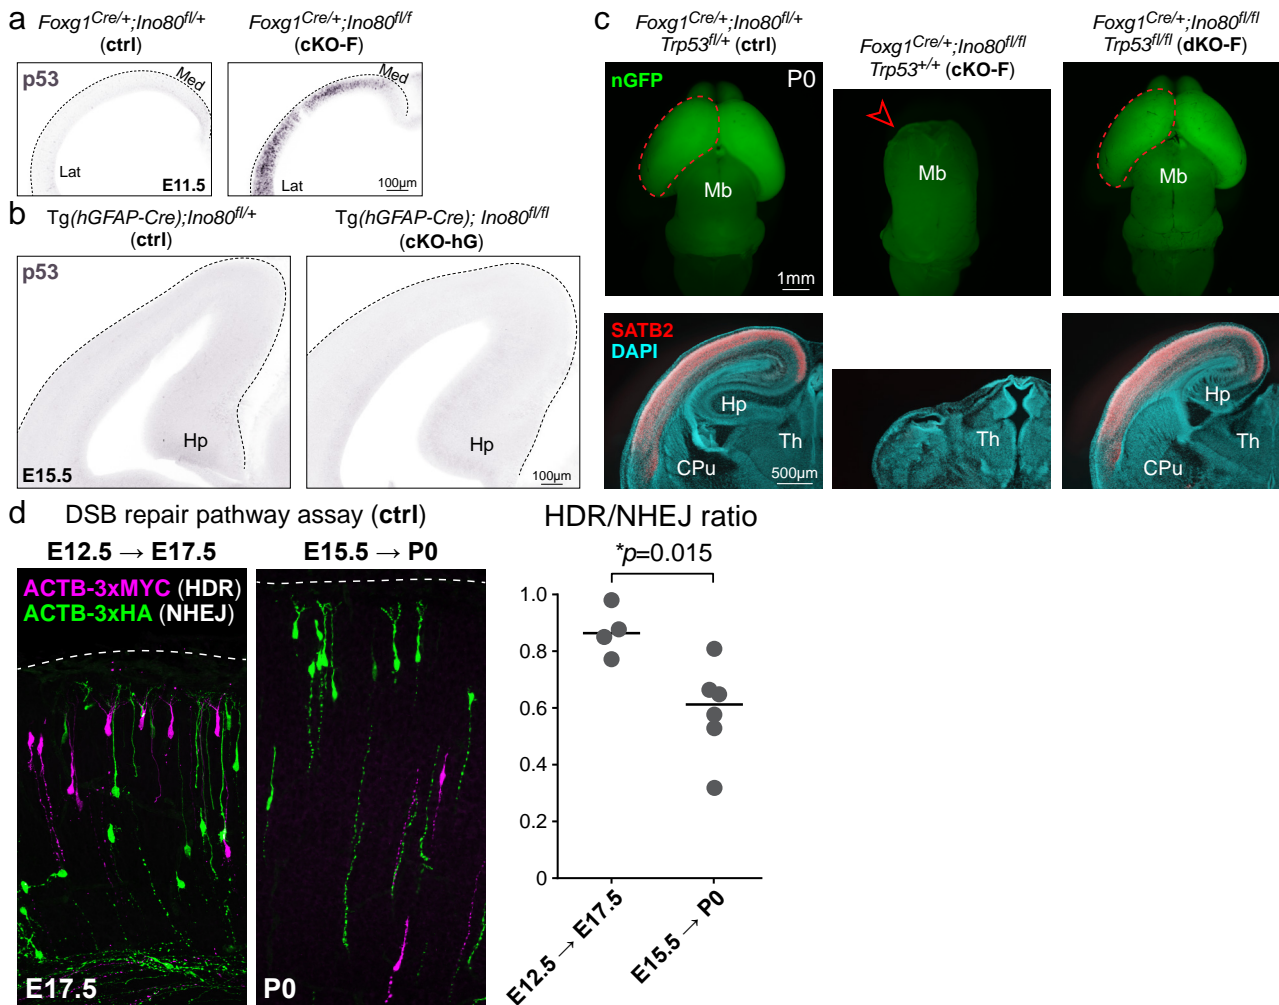 a
Foxg1Cre/+;Ino80fl/+
(ctrl)
Foxg1Cre/+;Ino80fl/f
(cKO-F)
p53
Med
Lat
E11.5
Med
Lat
100µm
b
Tg(hGFAP-Cre);Ino80fl/+
(ctrl)
Tg(hGFAP-Cre); Ino80fl/fl
(cKO-hG)
p53
Hp
E15.5
Hp
100µm
c
Foxg1Cre/+;Ino80fl/+
Trp53fl/+ (ctrl)
Foxg1Cre/+;Ino80fl/fl
Trp53+/+ (cKO-F)
Foxg1Cre/+;Ino80fl/fl
Trp53fl/fl (dKO-F)
nGFP
P0
Mb
1mm
Mb
Mb
SATB2
DAPI
Hp
Th
CPu
500µm
Th
Hp
Th
CPu
d
DSB repair pathway assay (ctrl)
E12.5 → E17.5
E15.5 → P0
ACTB-3xMYC (HDR)
ACTB-3xHA (NHEJ)
E17.5
P0
HDR/NHEJ ratio
*p=0.015
1.0
0.8
0.6
0.4
0.2
0
E12.5 → E17.5
E15.5 → P0